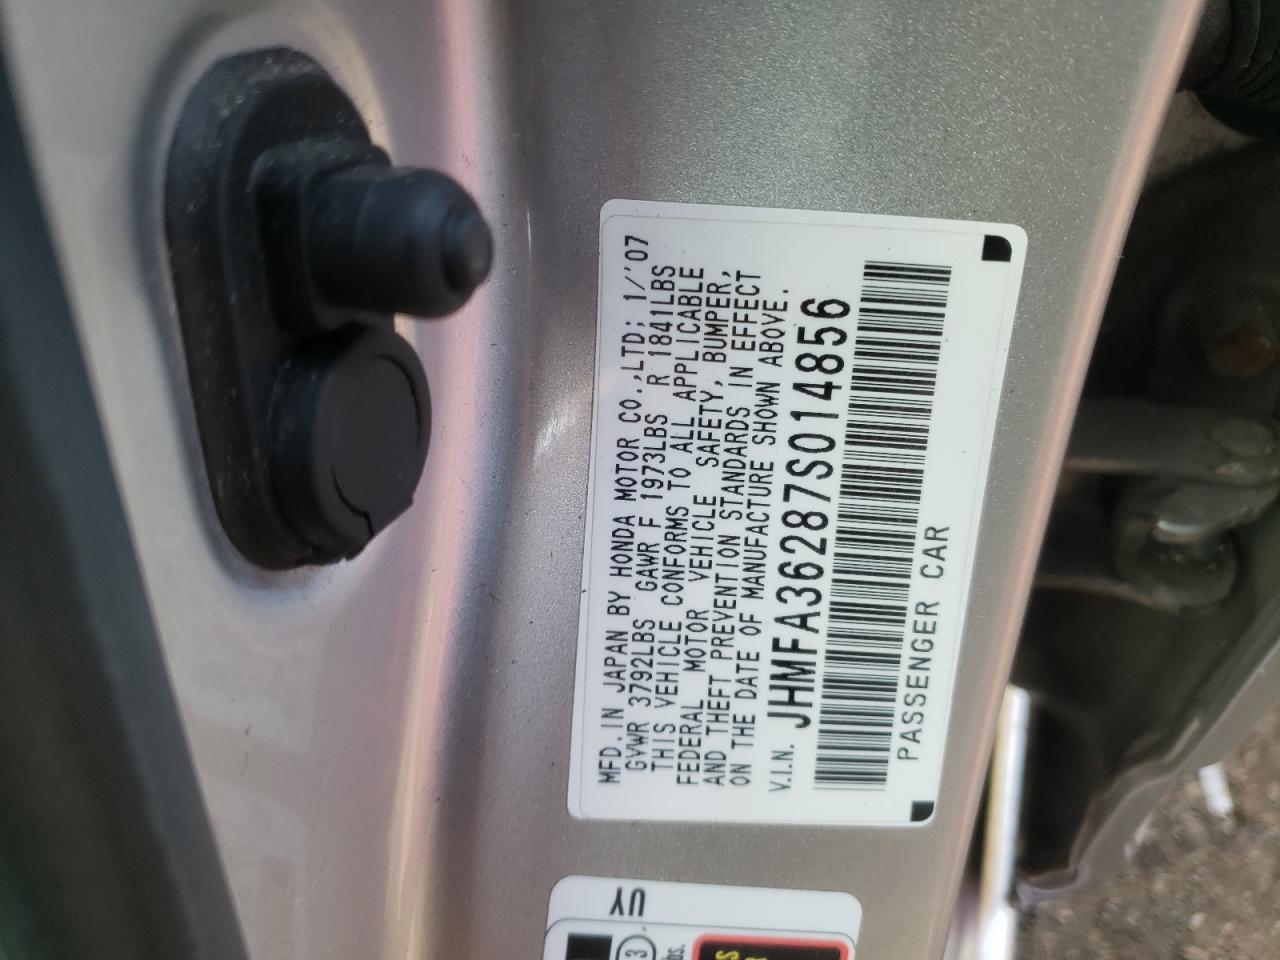 MFD. IN JAPAN BY HONDA MOTOR CO.,LTD; 1/'07
GVWR 3792LBS GAWR F 1973LBS R 1841LBS
THIS VEHICLE CONFORMS TO ALL APPLICABLE
FEDERAL MOTOR VEHICLE SAFETY, BUMPER,
AND THEFT PREVENTION STANDARDS IN EFFECT
ON THE DATE OF MANUFACTURE SHOWN ABOVE.
V.I.N. JHMFA36287S014856
PASSENGER CAR
UY
3
bs.